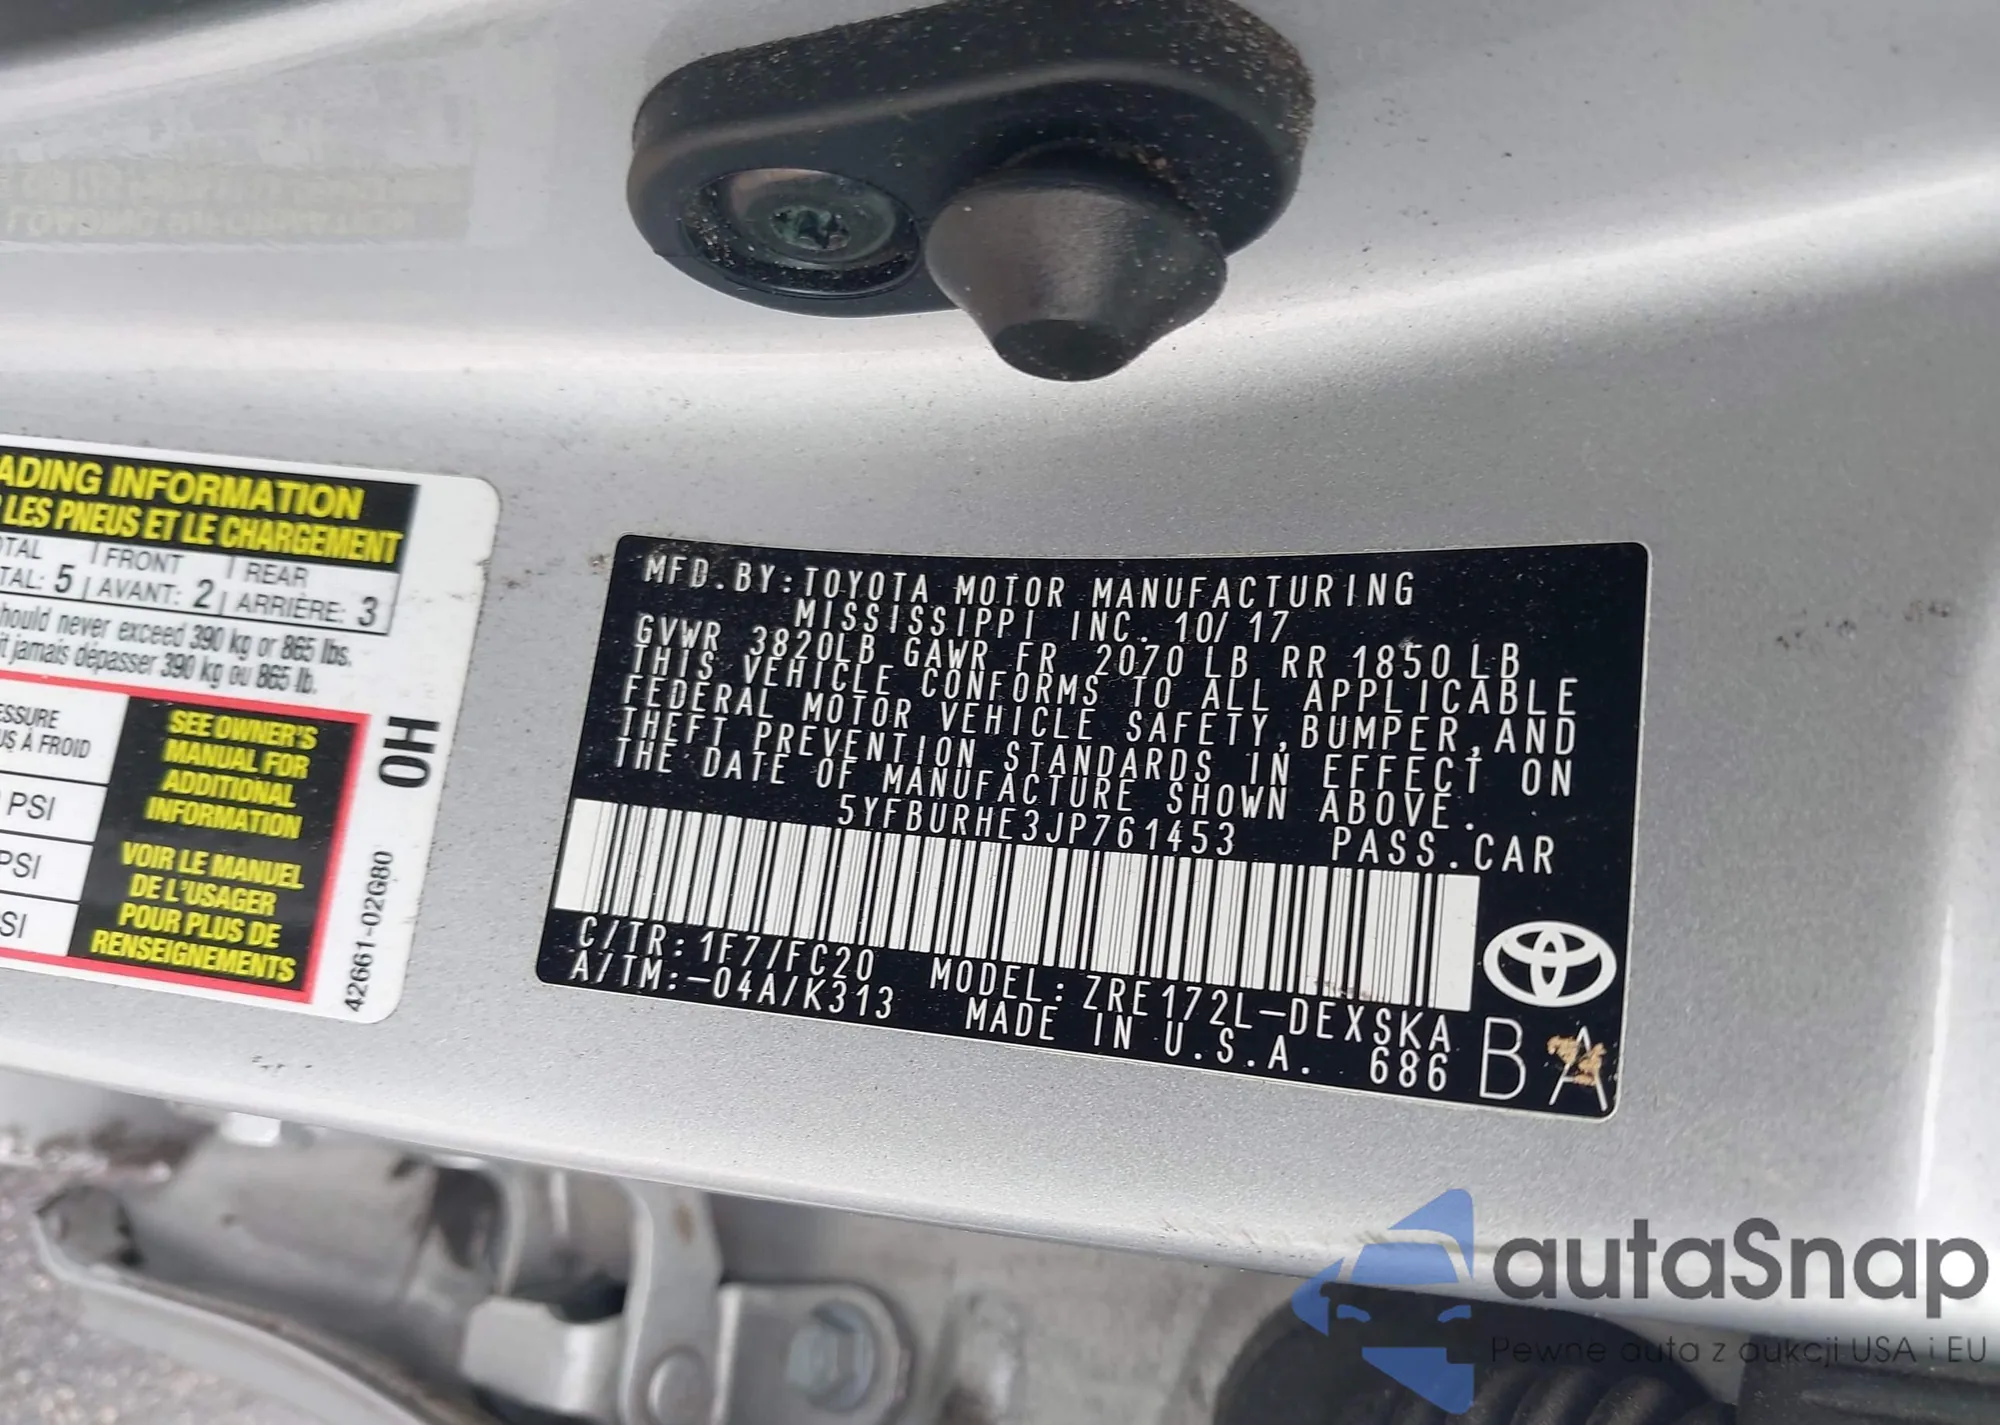 ADING INFORMATION
LES PNEUS ET LE CHARGEMENT
OTAL FRONT REAR
TAL: 5 AVANT: 2 ARRIÈRE: 3
hould never exceed 390 kg or 865 lbs.
it jamais dépasser 390 kg ou 865 lb.
ESSURE
US À FROID
PSI
PSI
SI
SEE OWNER'S
MANUAL FOR
ADDITIONAL
INFORMATION
VOIR LE MANUEL
DE L'USAGER
POUR PLUS DE
RENSEIGNEMENTS
0H
42661-02G80
MFD.BY:TOYOTA MOTOR MANUFACTURING
MISSISSIPPI INC. 10/17
GVWR 3820LB GAWR FR 2070 LB RR 1850LB
THIS VEHICLE CONFORMS TO ALL APPLICABLE
FEDERAL MOTOR VEHICLE SAFETY,BUMPER,AND
THEFT PREVENTION STANDARDS IN EFFECT ON
THE DATE OF MANUFACTURE SHOWN ABOVE.
5YFBURHE3JP761453 PASS.CAR
C/TR:1F7/FC20 MODEL:ZRE172L-DEXSKA
A/TM:-04A/K313 MADE IN U.S.A. 686
BA
autaSnap
Pewne auta z aukcji USA i EU